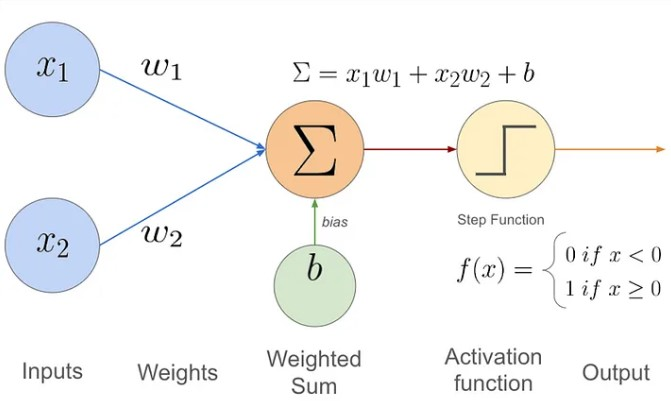 x₁
w₁
Σ = x₁w₁ + x₂w₂ + b
Σ
x₂
w₂
bias
b
Step Function
f(x) = { 0 if x < 0
1 if x ≥ 0
Inputs
Weights
Weighted
Sum
Activation
function
Output